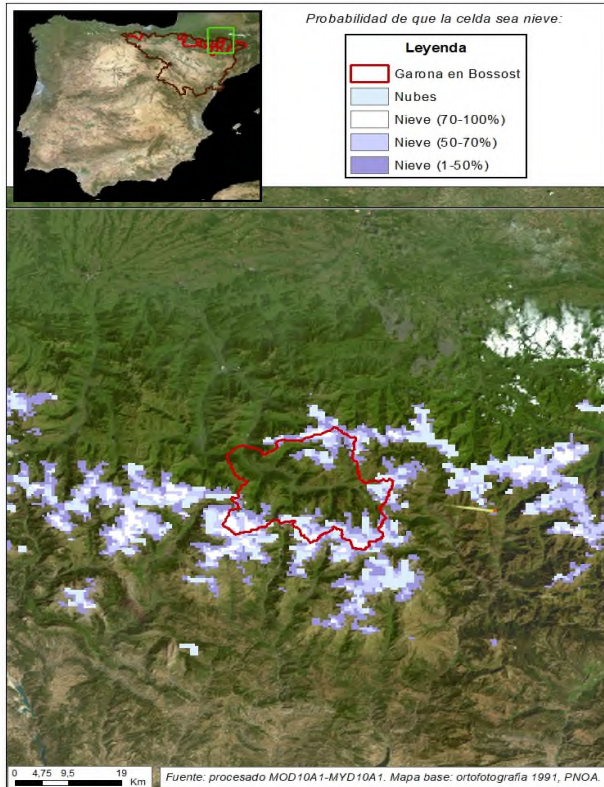 Probabilidad de que la celda sea nieve:
Leyenda
Garona en Bossost
Nubes
Nieve (70-100%)
Nieve (50-70%)
Nieve (1-50%)
0 4,75 9,5 19
Km
Fuente: procesado MOD10A1-MYD10A1. Mapa base: ortofotografia 1991, PNOA.